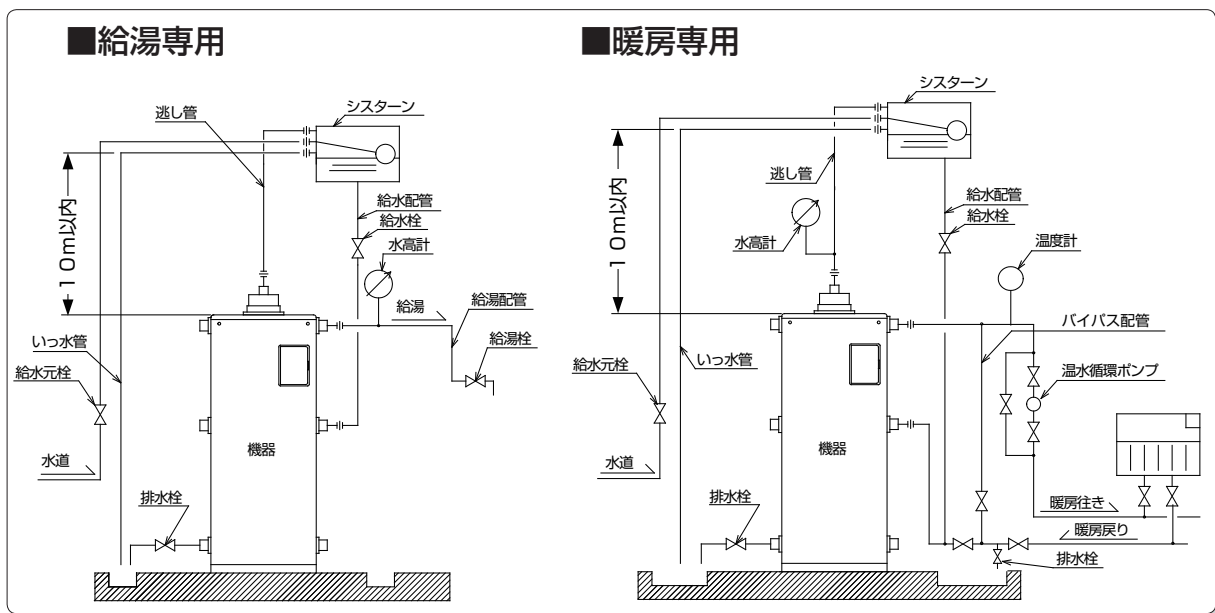 ■給湯専用
シスターン
逃し管
10m以内
給水配管
給水栓
水高計
給湯
給湯配管
給湯栓
いっ水管
給水元栓
水道
機器
排水栓
■暖房専用
シスターン
逃し管
10m以内
給水配管
給水栓
水高計
温度計
バイパス配管
いっ水管
温水循環ポンプ
給水元栓
機器
水道
排水栓
暖房往き
暖房戻り
排水栓